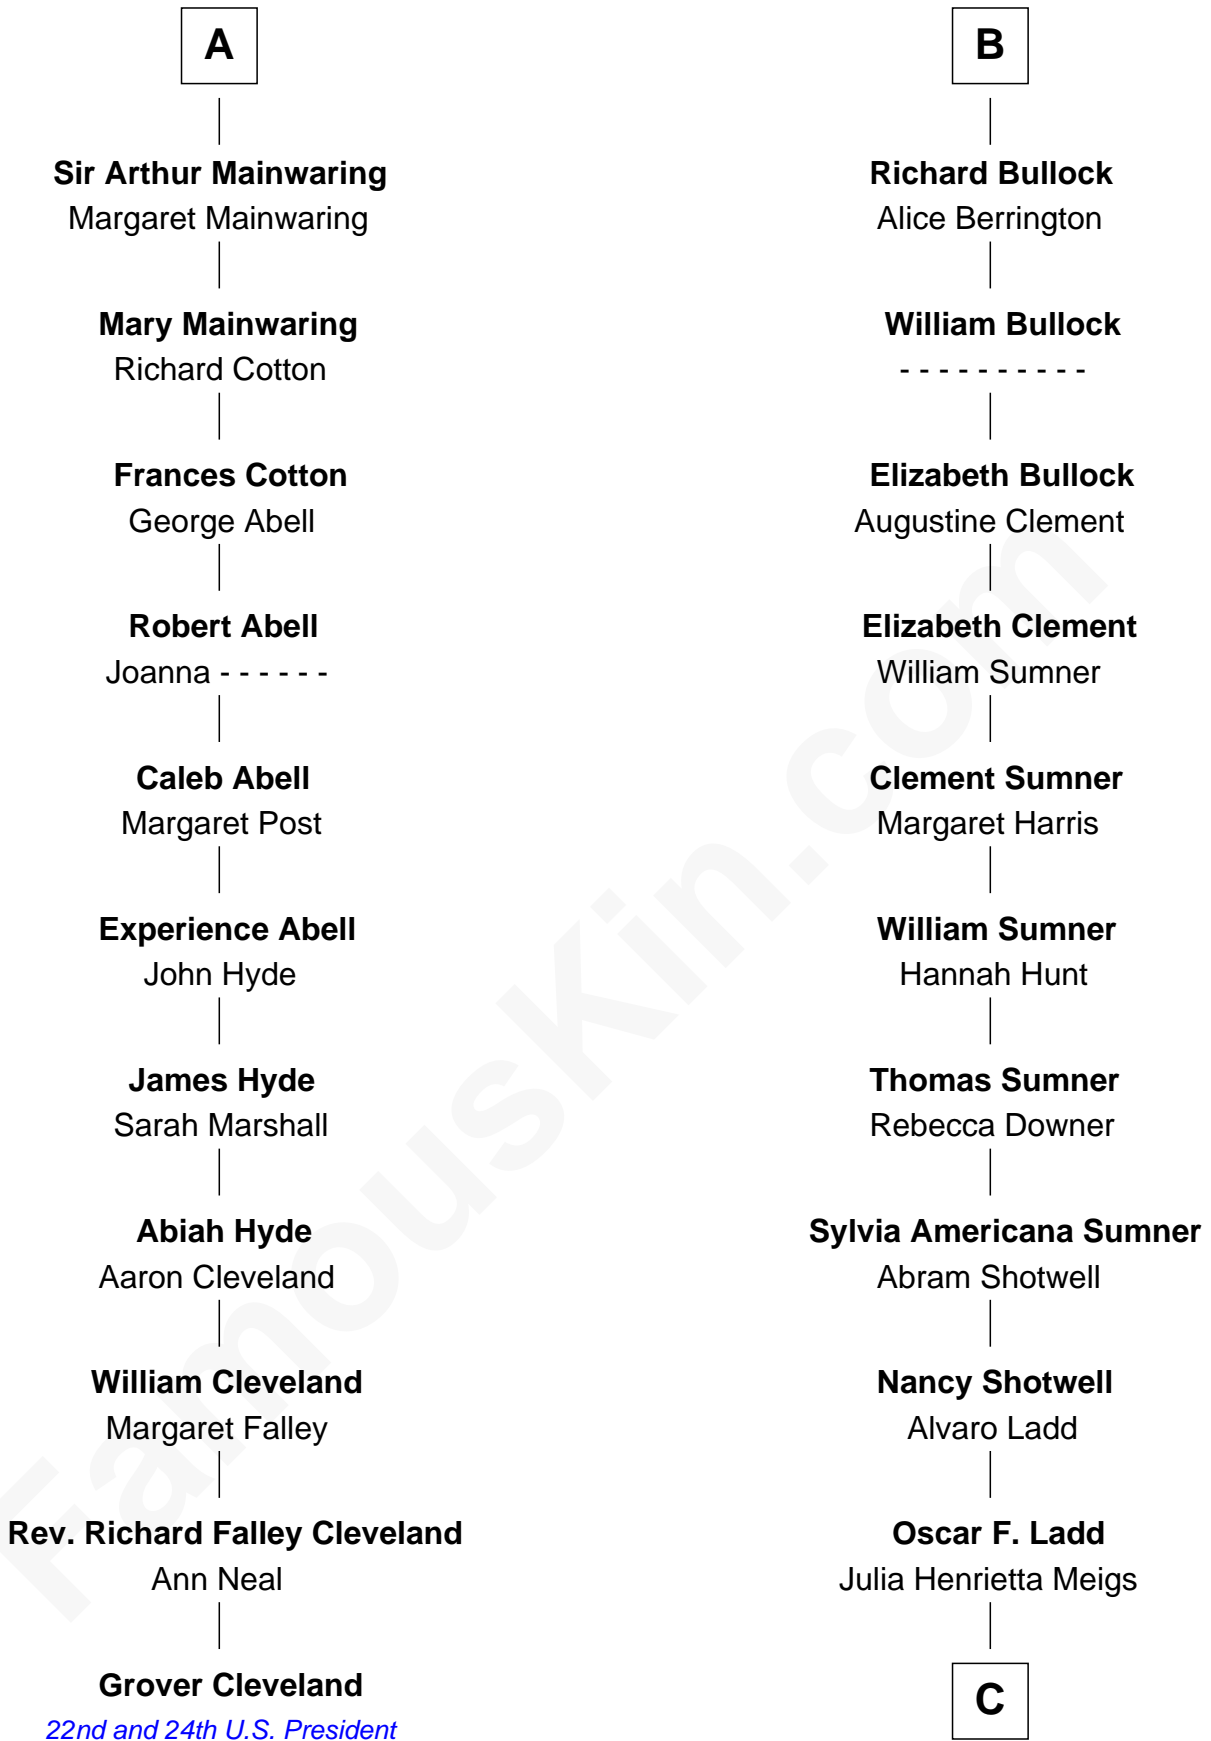 A
Sir Arthur Mainwaring
Margaret Mainwaring
Mary Mainwaring
Richard Cotton
Frances Cotton
George Abell
Robert Abell
Joanna - - - - - -
Caleb Abell
Margaret Post
Experience Abell
John Hyde
James Hyde
Sarah Marshall
Abiah Hyde
Aaron Cleveland
William Cleveland
Margaret Falley
Rev. Richard Falley Cleveland
Ann Neal
Grover Cleveland
22nd and 24th U.S. President
B
Richard Bullock
Alice Berrington
William Bullock
- - - - - - - - - -
Elizabeth Bullock
Augustine Clement
Elizabeth Clement
William Sumner
Clement Sumner
Margaret Harris
William Sumner
Hannah Hunt
Thomas Sumner
Rebecca Downer
Sylvia Americana Sumner
Abram Shotwell
Nancy Shotwell
Alvaro Ladd
Oscar F. Ladd
Julia Henrietta Meigs
C
FamousKin.com